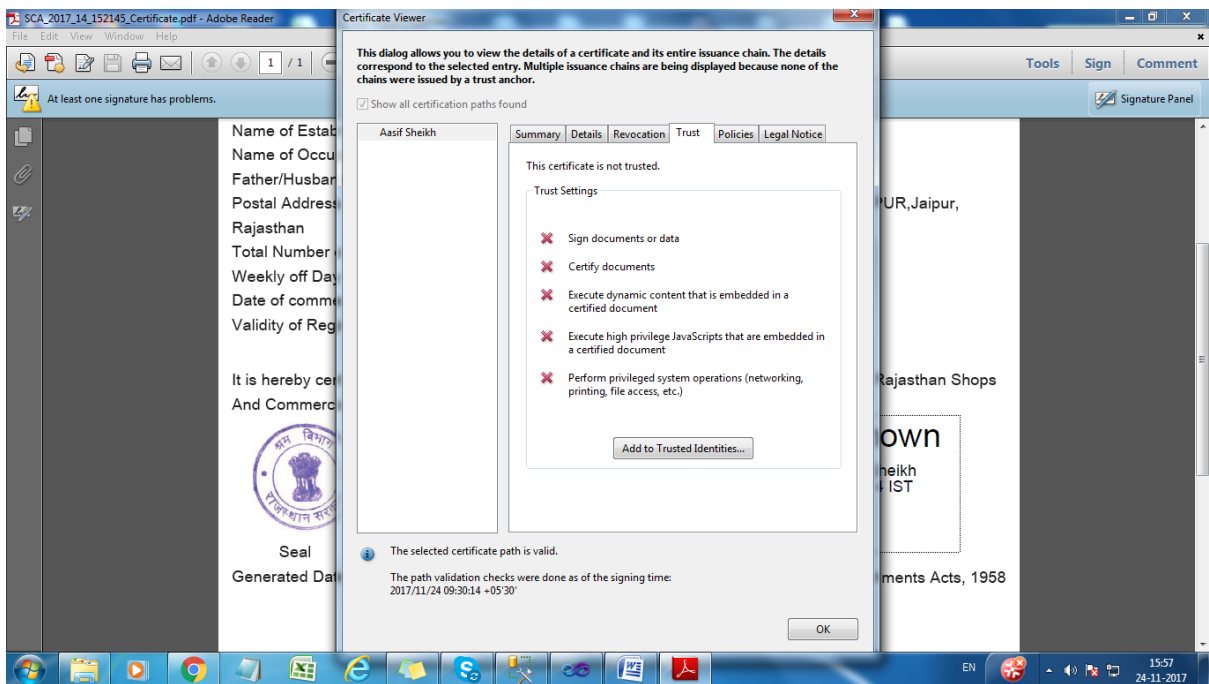 SCA_2017_14_152145_Certificate.pdf - Adobe Reader
File Edit View Window Help
1 / 1
Tools Sign Comment
At least one signature has problems.
Signature Panel
Certificate Viewer
This dialog allows you to view the details of a certificate and its entire issuance chain. The details
correspond to the selected entry. Multiple issuance chains are being displayed because none of the
chains were issued by a trust anchor.
Show all certification paths found
Aasif Sheikh
Summary Details Revocation Trust Policies Legal Notice
This certificate is not trusted.
Trust Settings
Sign documents or data
Certify documents
Execute dynamic content that is embedded in a
certified document
Execute high privilege JavaScripts that are embedded in
a certified document
Perform privileged system operations (networking,
printing, file access, etc.)
Add to Trusted Identities...
The selected certificate path is valid.
The path validation checks were done as of the signing time:
2017/11/24 09:30:14 +05'30'
OK
Name of Estab
Name of Occu
Father/Husban
Postal Address
PUR,Jaipur,
Rajasthan
Total Number
Weekly off Day
Date of comme
Validity of Reg
It is hereby cer
Rajasthan Shops
And Commerc
own
heikh
IST
श्रम विभाग
Seal
Generated Dat
ments Acts, 1958
EN
15:57
24-11-2017